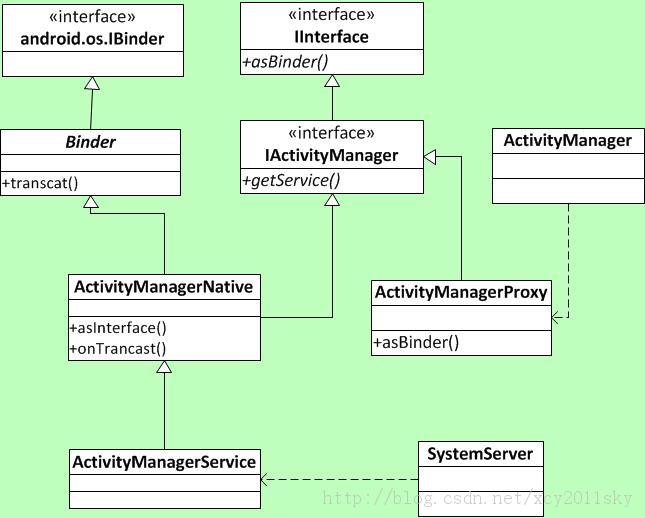 «interface»
android.os.IBinder
«interface»
IInterface
+asBinder()
Binder
+transcat()
«interface»
IActivityManager
+getService()
ActivityManager
ActivityManagerNative
+asInterface()
+onTrancast()
ActivityManagerProxy
+asBinder()
ActivityManagerService
SystemServer
http://blog.csdn.net/xcy2011sky